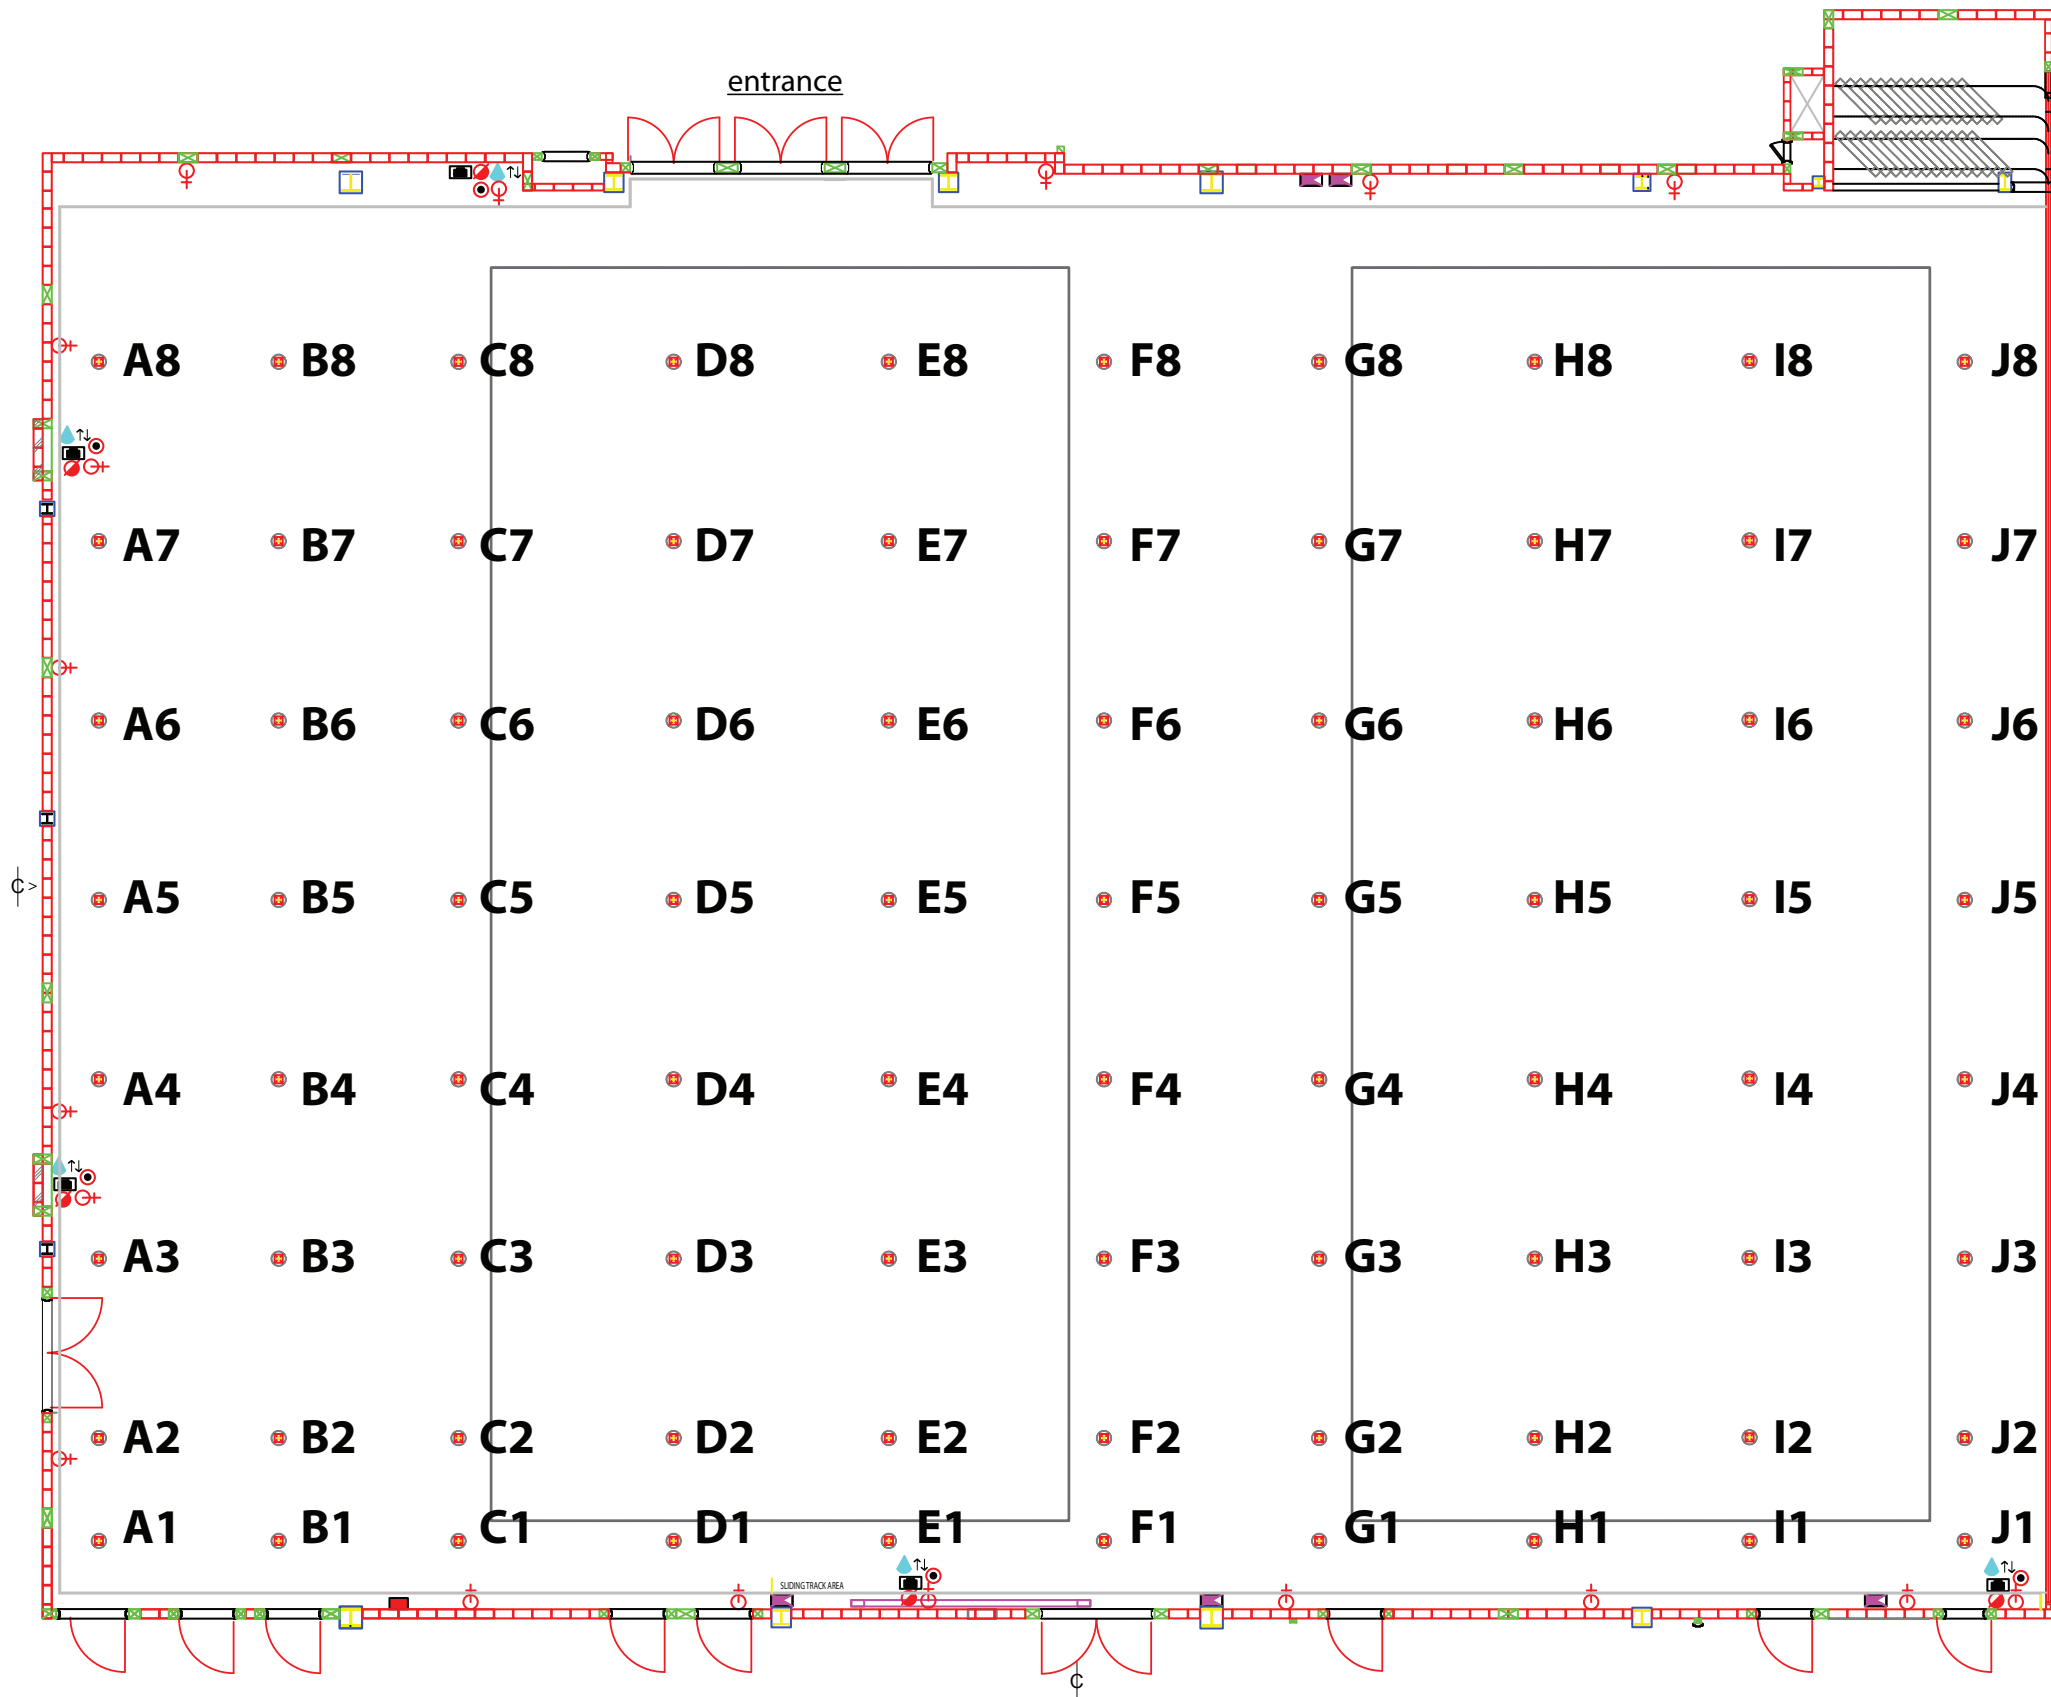 entrance
A8 B8 C8 D8 E8 F8 G8 H8 I8 J8
A7 B7 C7 D7 E7 F7 G7 H7 I7 J7
A6 B6 C6 D6 E6 F6 G6 H6 I6 J6
C >
A5 B5 C5 D5 E5 F5 G5 H5 I5 J5
A4 B4 C4 D4 E4 F4 G4 H4 I4 J4
A3 B3 C3 D3 E3 F3 G3 H3 I3 J3
A2 B2 C2 D2 E2 F2 G2 H2 I2 J2
A1 B1 C1 D1 E1 F1 G1 H1 I1 J1
SLIDING TRACK AREA
C